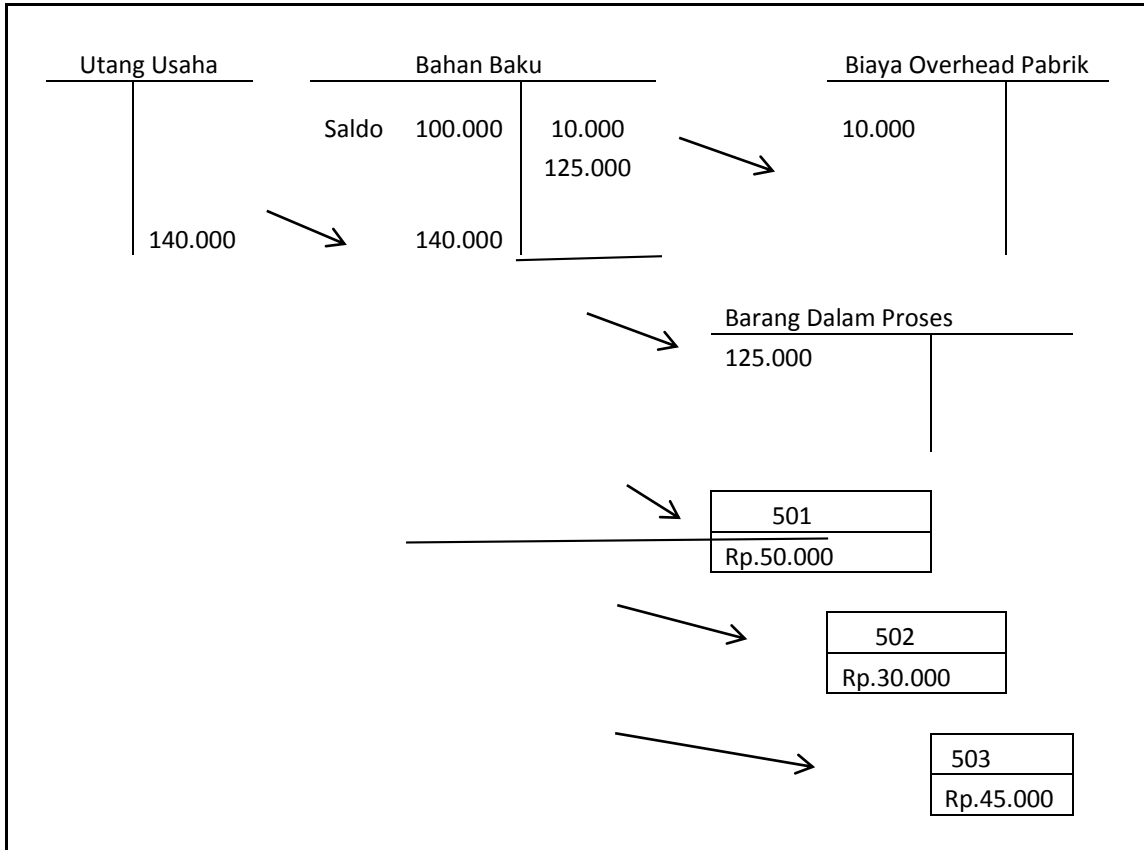 Utang Usaha Bahan Baku Biaya Overhead Pabrik
Saldo 100.000 10.000 10.000
125.000
140.000 140.000
Barang Dalam Proses
125.000
501
Rp.50.000
502
Rp.30.000
503
Rp.45.000